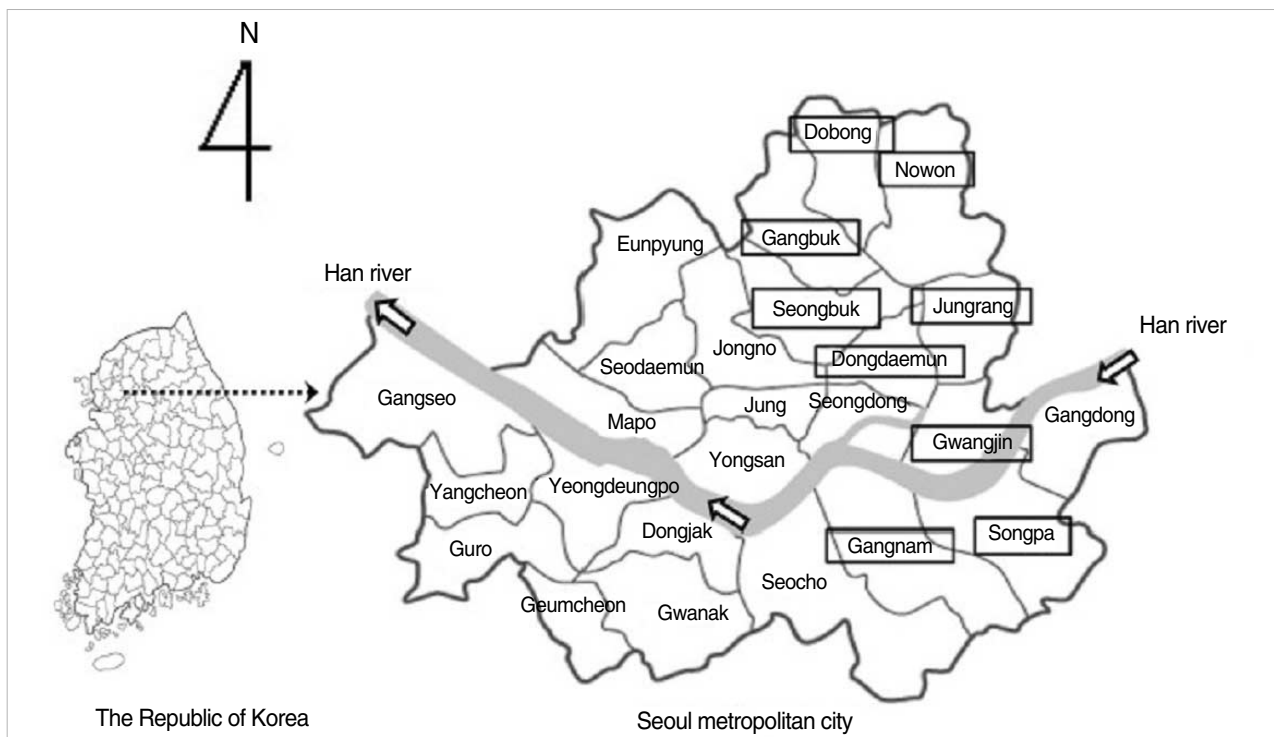 N
Dobong
Nowon
Gangbuk
Eunpyung
Han river
Seongbuk
Jungrang
Han river
Jongno
Dongdaemun
Seodaemun
Gangseo
Jung
Seongdong
Mapo
Gangdong
Gwangjin
Yongsan
Yangcheon
Yeongdeungpo
Dongjak
Songpa
Guro
Gangnam
Seocho
Geumcheon
Gwanak
The Republic of Korea
Seoul metropolitan city